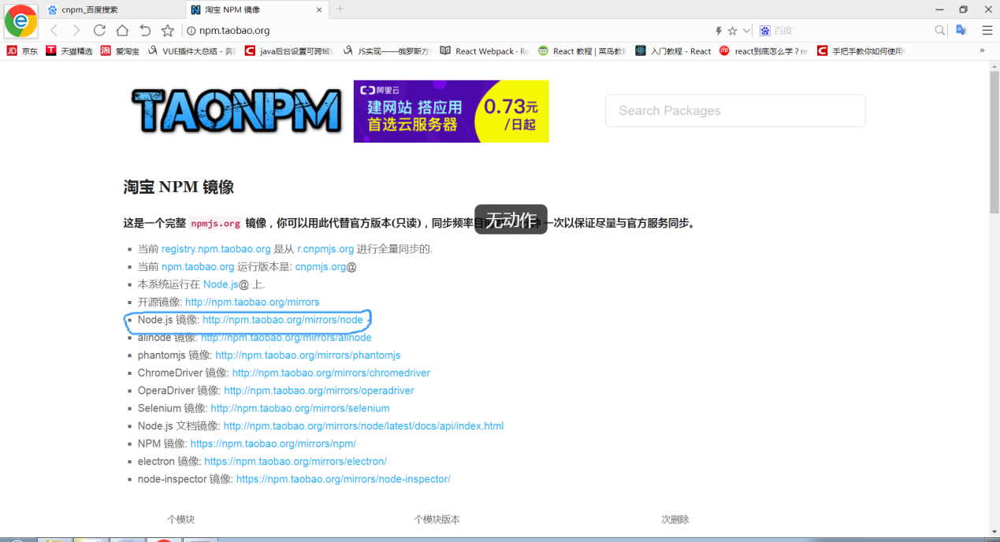 cnpm_百度搜索
淘宝 NPM 镜像
npm.taobao.org
百度
京东
天猫精选
爱淘宝
VUE插件大总结 - 奔
java后台设置可跨域
JS实现——俄罗斯方
React Webpack · Re
React 教程 | 菜鸟教
入门教程 - React
react到底怎么学？re
手把手教你如何使用
TAONPM
阿里云
建网站 搭应用
首选云服务器
0.73元
/日起
Search Packages
淘宝 NPM 镜像
这是一个完整 npmjs.org 镜像，你可以用此代替官方版本(只读)，同步频率 一次以保证尽量与官方服务同步。
无动作
当前 registry.npm.taobao.org 是从 r.cnpmjs.org 进行全量同步的.
当前 npm.taobao.org 运行版本是: cnpmjs.org@
本系统运行在 Node.js@ 上.
开源镜像: http://npm.taobao.org/mirrors
Node.js 镜像: http://npm.taobao.org/mirrors/node
alinode 镜像: http://npm.taobao.org/mirrors/alinode
phantomjs 镜像: http://npm.taobao.org/mirrors/phantomjs
ChromeDriver 镜像: http://npm.taobao.org/mirrors/chromedriver
OperaDriver 镜像: http://npm.taobao.org/mirrors/operadriver
Selenium 镜像: http://npm.taobao.org/mirrors/selenium
Node.js 文档镜像: http://npm.taobao.org/mirrors/node/latest/docs/api/index.html
NPM 镜像: https://npm.taobao.org/mirrors/npm/
electron 镜像: https://npm.taobao.org/mirrors/electron/
node-inspector 镜像: https://npm.taobao.org/mirrors/node-inspector/
个模块
个模块版本
次删除